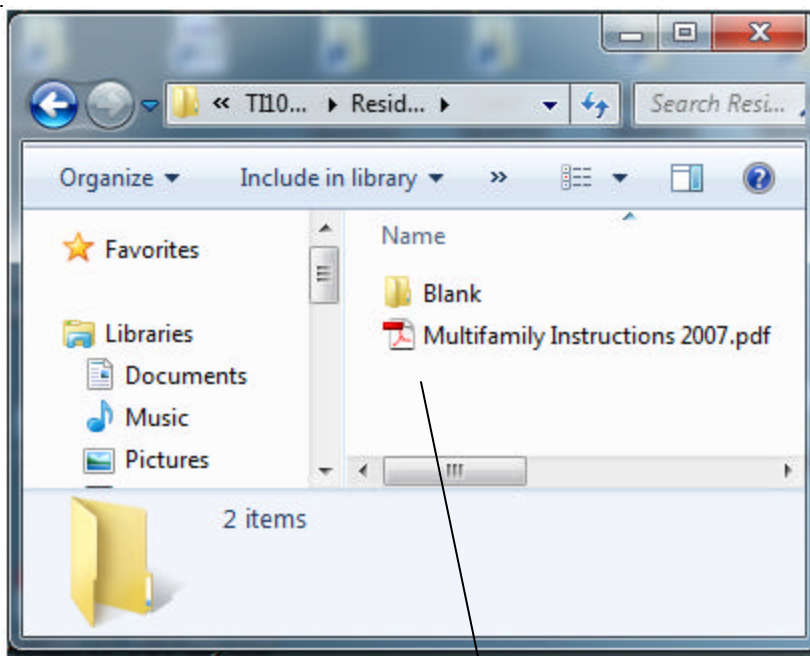 « TI10... ▸ Resid... ▸ Search Resi...
Organize ▾ Include in library ▾ »
Favorites
Libraries
Documents
Music
Pictures
Name
Blank
Multifamily Instructions 2007.pdf
2 items